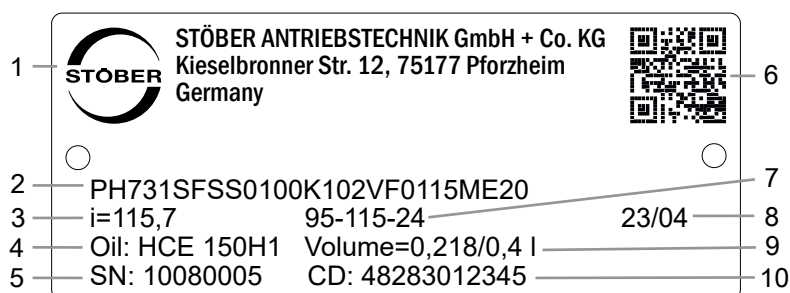 STÖBER ANTRIEBSTECHNIK GmbH + Co. KG
1 STÖBER Kieselbronner Str. 12, 75177 Pforzheim 6
Germany
2 PH731SFSS0100K102VF0115ME20 7
3 i=115,7 95-115-24 23/04 8
4 Oil: HCE 150H1 Volume=0,218/0,4 l 9
5 SN: 10080005 CD: 48283012345 10